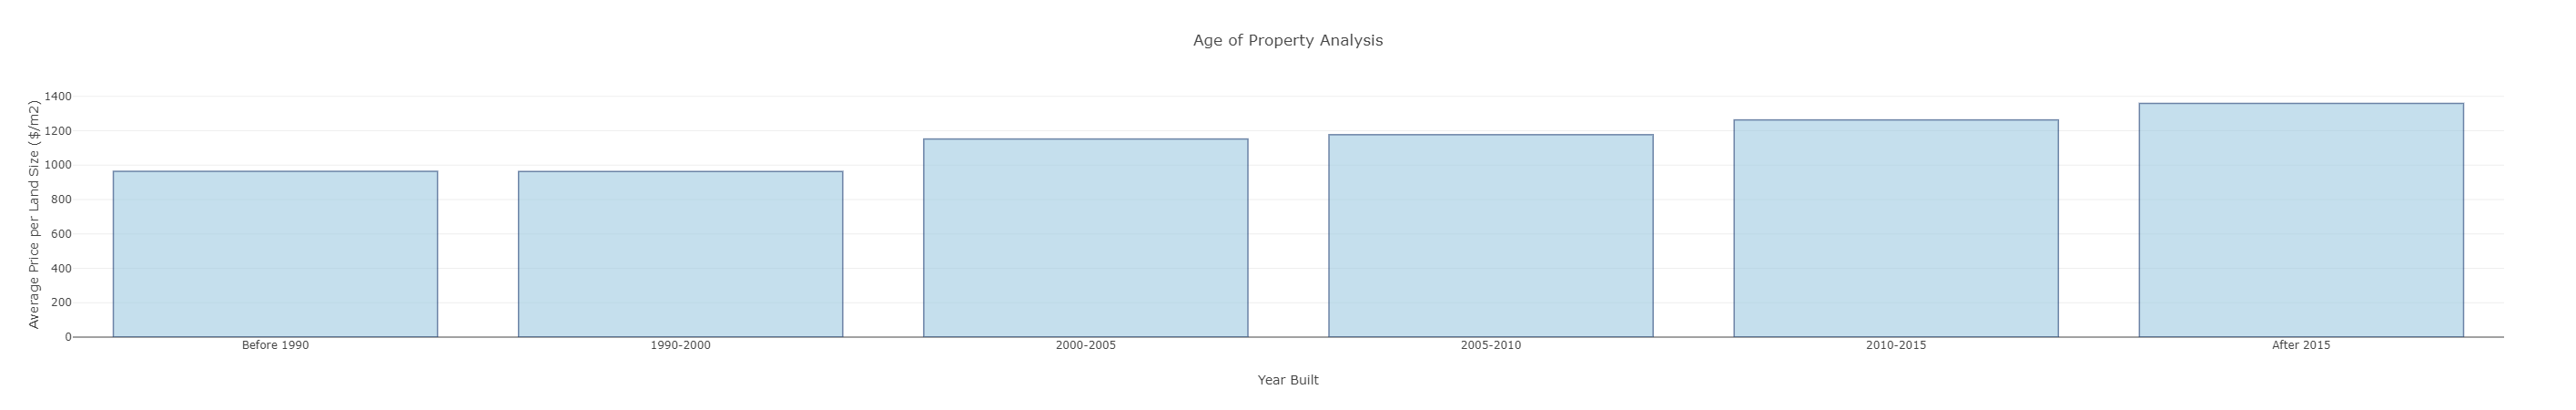 Age of Property Analysis
Average Price per Land Size ($/m2)
1400
1200
1000
800
600
400
200
0
Before 1990
1990-2000
2000-2005
2005-2010
2010-2015
After 2015
Year Built